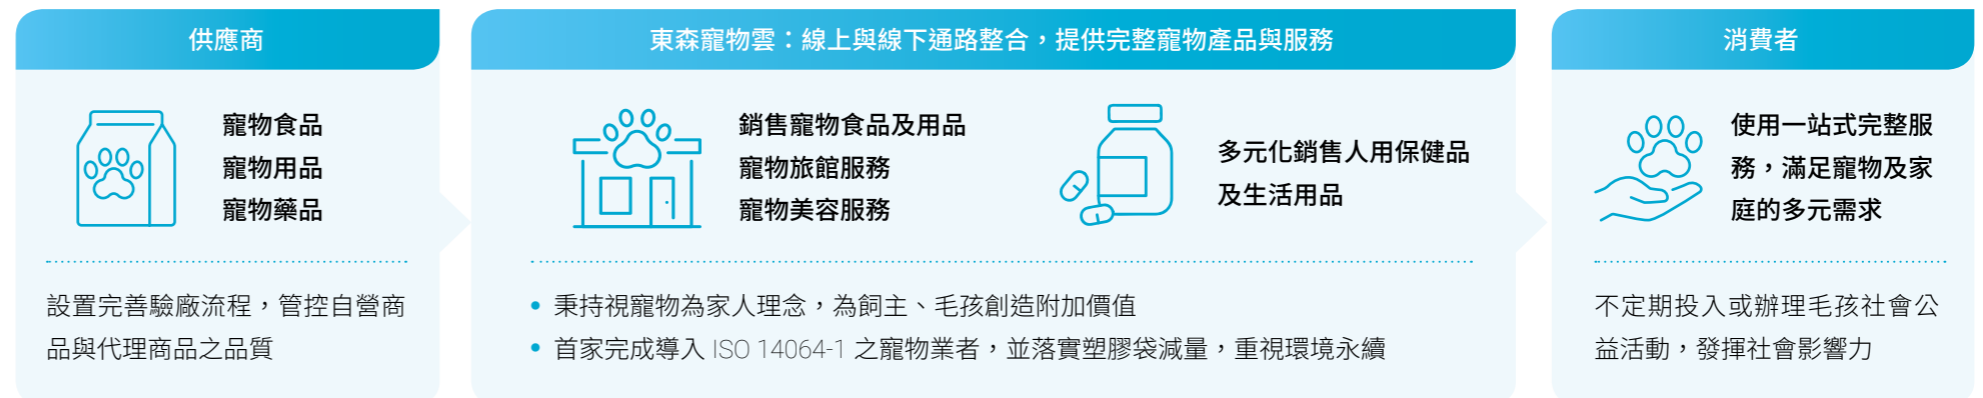 供應商
寵物食品
寵物用品
寵物藥品
設置完善驗廠流程，管控自營商
品與代理商品之品質
東森寵物雲：線上與線下通路整合，提供完整寵物產品與服務
銷售寵物食品及用品
寵物旅館服務
寵物美容服務
多元化銷售人用保健品
及生活用品
• 秉持視寵物為家人理念，為飼主、毛孩創造附加價值
• 首家完成導入 ISO 14064-1 之寵物業者，並落實塑膠袋減量，重視環境永續
消費者
使用一站式完整服
務，滿足寵物及家
庭的多元需求
不定期投入或辦理毛孩社會公
益活動，發揮社會影響力